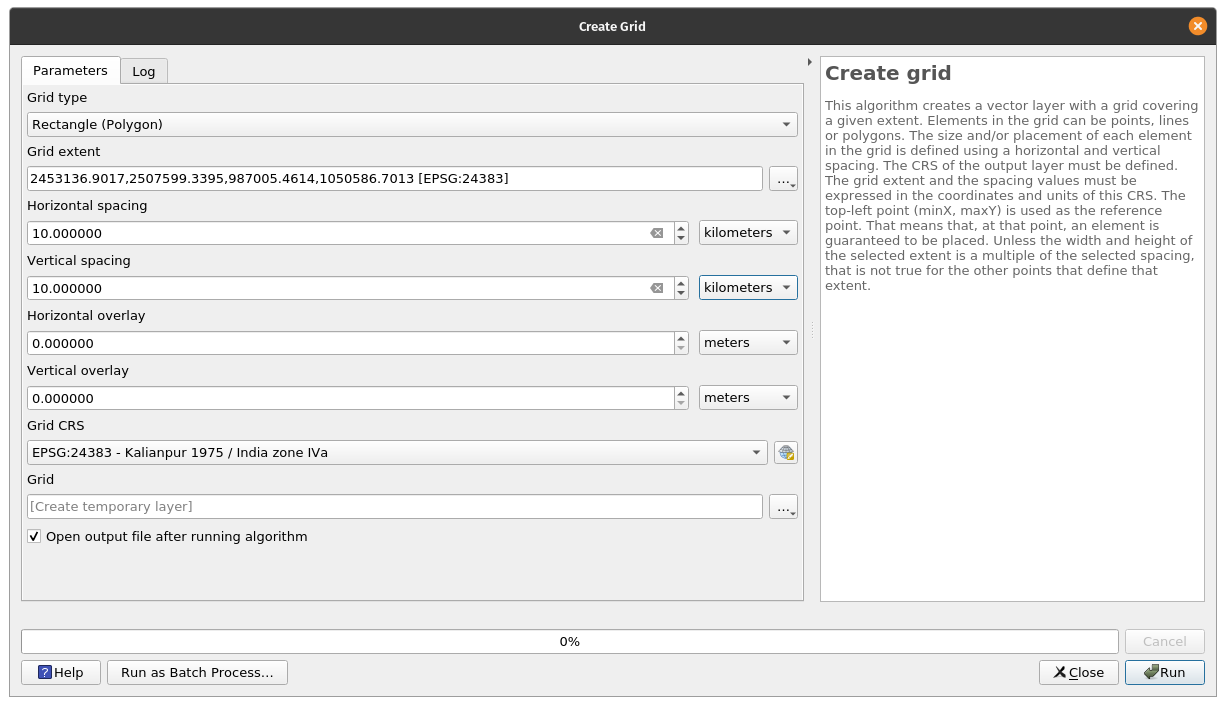 Create Grid
Parameters
Log
Grid type
Rectangle (Polygon)
Grid extent
2453136.9017,2507599.3395,987005.4614,1050586.7013 [EPSG:24383]
…
Horizontal spacing
10.000000
kilometers
Vertical spacing
10.000000
kilometers
Horizontal overlay
0.000000
meters
Vertical overlay
0.000000
meters
Grid CRS
EPSG:24383 - Kalianpur 1975 / India zone IVa
Grid
[Create temporary layer]
…
Open output file after running algorithm
Create grid
This algorithm creates a vector layer with a grid covering
a given extent. Elements in the grid can be points, lines
or polygons. The size and/or placement of each element
in the grid is defined using a horizontal and vertical
spacing. The CRS of the output layer must be defined.
The grid extent and the spacing values must be
expressed in the coordinates and units of this CRS. The
top-left point (minX, maxY) is used as the reference
point. That means that, at that point, an element is
guaranteed to be placed. Unless the width and height of
the selected extent is a multiple of the selected spacing,
that is not true for the other points that define that
extent.
0%
Cancel
? Help
Run as Batch Process…
Close
Run